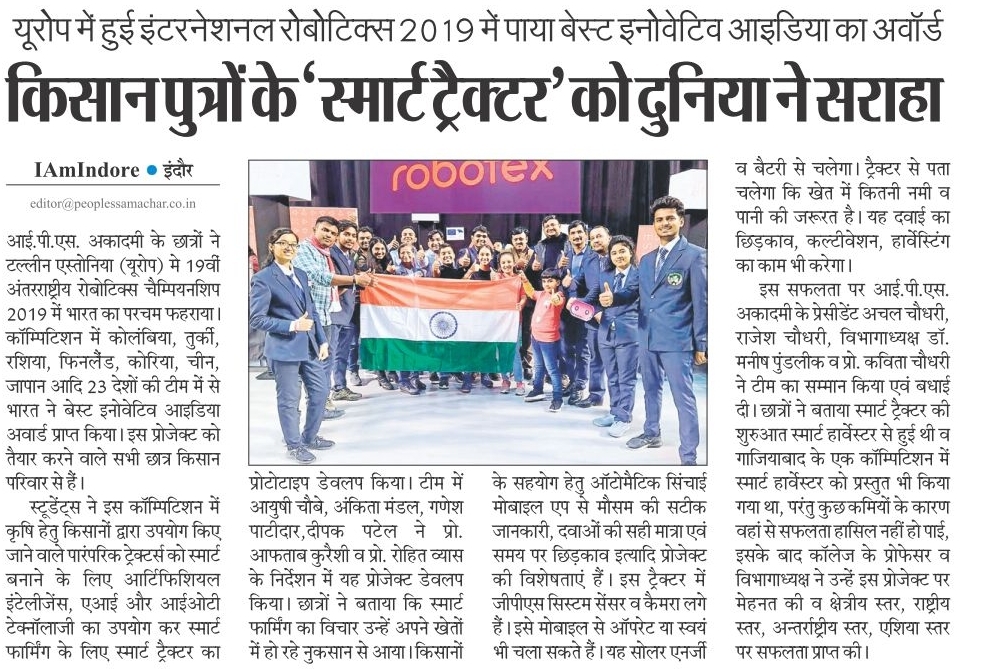 यूरोप में हुई इंटरनेशनल रोबोटिक्स 2019 में पाया बेस्ट इनोवेटिव आइडिया का अवॉर्ड
किसान पुत्रों के ‘स्मार्ट ट्रैक्टर’ को दुनिया ने सराहा
IAmIndore ● इंदौर
editor@peoplessamachar.co.in
आई.पी.एस. अकादमी के छात्रों ने
टल्लीन एस्तोनिया (यूरोप) मे 19वीं
अंतरराष्ट्रीय रोबोटिक्स चैम्पियनशिप
2019 में भारत का परचम फहराया।
कॉम्पिटिशन में कोलंबिया, तुर्की,
रशिया, फिनलैंड, कोरिया, चीन,
जापान आदि 23 देशों की टीम में से
भारत ने बेस्ट इनोवेटिव आइडिया
अवार्ड प्राप्त किया। इस प्रोजेक्ट को
तैयार करने वाले सभी छात्र किसान
परिवार से हैं।
स्टूडेंट्स ने इस कॉम्पिटिशन में
कृषि हेतु किसानों द्वारा उपयोग किए
जाने वाले पारंपरिक ट्रेक्टर्स को स्मार्ट
बनाने के लिए आर्टिफिशियल
इंटेलीजेंस, एआई और आईओटी
टेक्नॉलाजी का उपयोग कर स्मार्ट
फार्मिंग के लिए स्मार्ट ट्रैक्टर का
robotex
प्रोटोटाइप डेवलप किया। टीम में
आयुषी चौबे, अंकिता मंडल, गणेश
पाटीदार,दीपक पटेल ने प्रो.
आफताब कुरैशी व प्रो. रोहित व्यास
के निर्देशन में यह प्रोजेक्ट डेवलप
किया। छात्रों ने बताया कि स्मार्ट
फार्मिंग का विचार उन्हें अपने खेतों
में हो रहे नुकसान से आया। किसानों
के सहयोग हेतु ऑटोमैटिक सिंचाई
मोबाइल एप से मौसम की सटीक
जानकारी, दवाओं की सही मात्रा एवं
समय पर छिड़काव इत्यादि प्रोजेक्ट
की विशेषताएं हैं। इस ट्रैक्टर में
जीपीएस सिस्टम सेंसर व कैमरा लगे
हैं। इसे मोबाइल से ऑपरेट या स्वयं
भी चला सकते हैं। यह सोलर एनर्जी
व बैटरी से चलेगा। ट्रैक्टर से पता
चलेगा कि खेत में कितनी नमी व
पानी की जरूरत है। यह दवाई का
छिड़काव, कल्टीवेशन, हार्वेस्टिंग
का काम भी करेगा।
इस सफलता पर आई.पी.एस.
अकादमी के प्रेसीडेंट अचल चौधरी,
राजेश चौधरी, विभागाध्यक्ष डॉ.
मनीष पुंडलीक व प्रो. कविता चौधरी
ने टीम का सम्मान किया एवं बधाई
दी। छात्रों ने बताया स्मार्ट ट्रैक्टर की
शुरुआत स्मार्ट हार्वेस्टर से हुई थी व
गाजियाबाद के एक कॉम्पिटिशन में
स्मार्ट हार्वेस्टर को प्रस्तुत भी किया
गया था, परंतु कुछ कमियों के कारण
वहां से सफलता हासिल नहीं हो पाई,
इसके बाद कॉलेज के प्रोफेसर व
विभागाध्यक्ष ने उन्हें इस प्रोजेक्ट पर
मेहनत की व क्षेत्रीय स्तर, राष्ट्रीय
स्तर, अन्तर्राष्ट्रीय स्तर, एशिया स्तर
पर सफलता प्राप्त की।